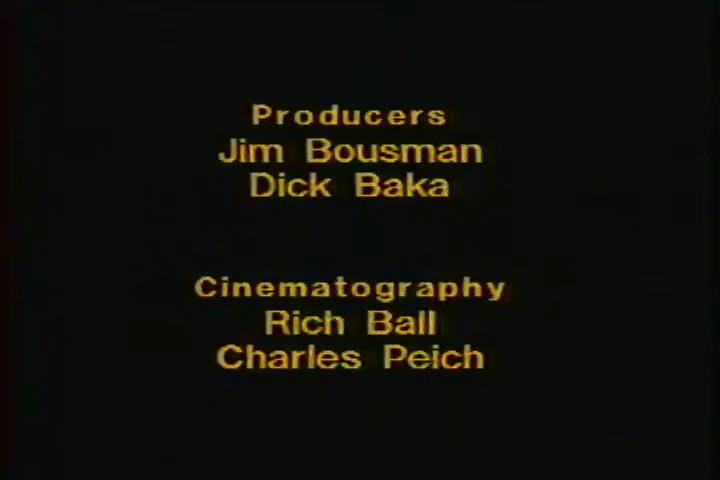 Producers
Jim Bousman
Dick Baka
Cinematography
Rich Ball
Charles Peich